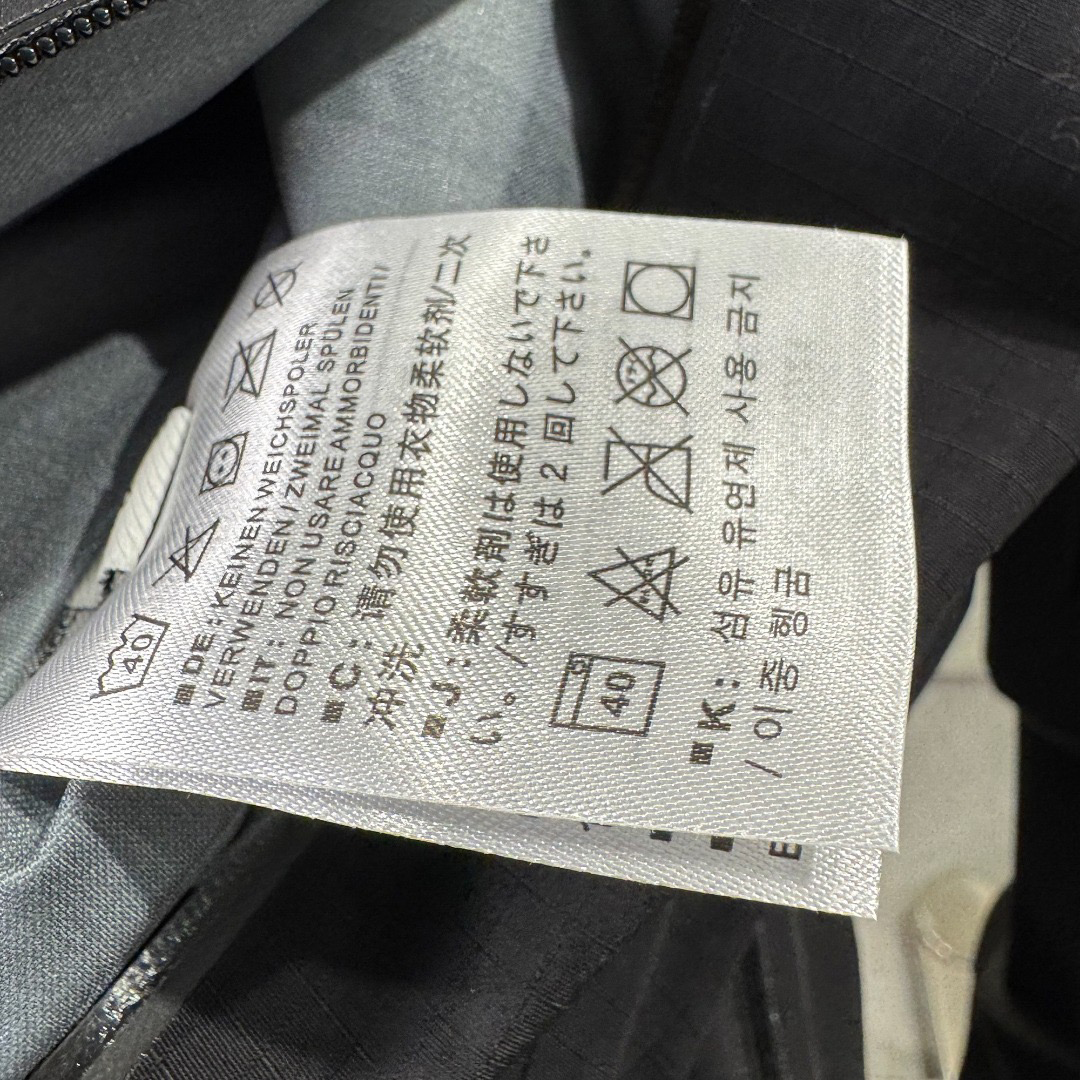 40
DE : KEINEN WEICHSPOLER
VERWENDEN / ZWEIMAL SPÜLEN
IT : NON USARE AMMORBIDENTI /
DOPPIO RISCIACQUO
C : 请勿使用衣物柔软剂/二次
冲洗
J : 柔軟剤は使用しないで下さ
い。/すすぎは 2 回して下さい。
40
K : 섬유 유연제 사용 금지
/ 이중 헹굼
E